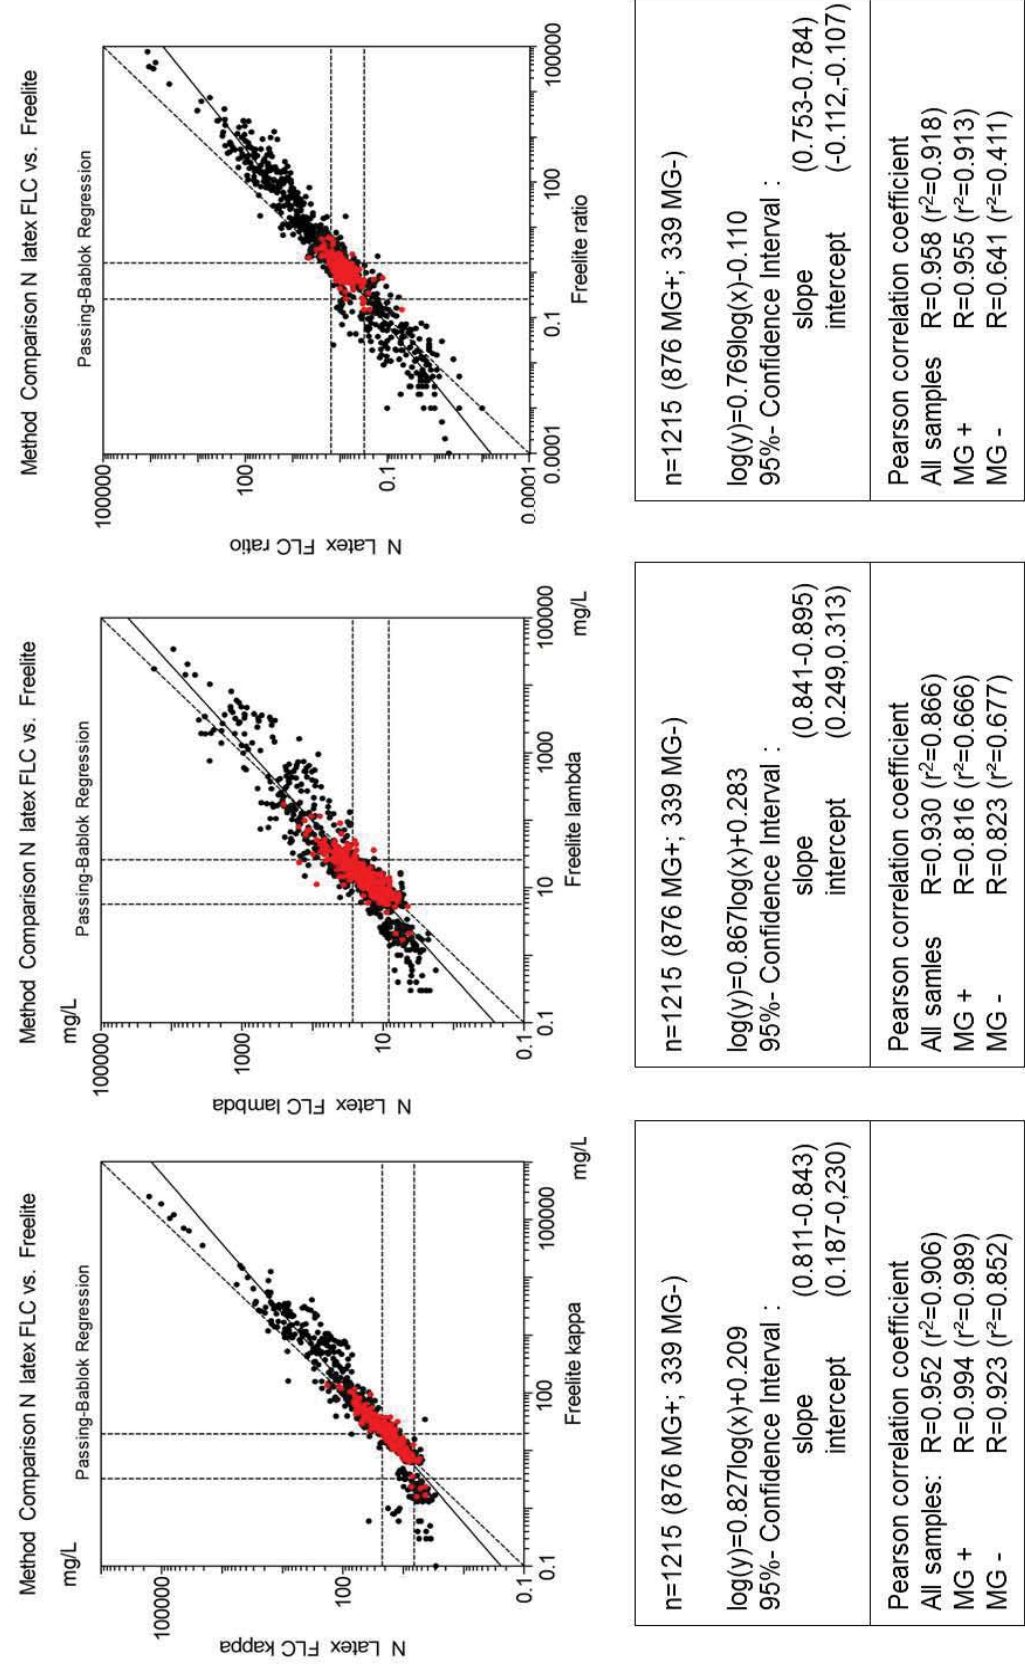 Method Comparison N latex FLC vs. Freelite
mg/L
Passing-Bablok Regression
100000
100
0.1
N Latex FLC kappa
0.1
100
100000
Freelite kappa
mg/L
n=1215 (876 MG+; 339 MG-)
log(y)=0.827log(x)+0.209
95%- Confidence Interval :
slope (0.811-0.843)
intercept (0.187-0,230)
Pearson correlation coefficient
All samples: R=0.952 (r²=0.906)
MG + R=0.994 (r²=0.989)
MG - R=0.923 (r²=0.852)
Method Comparison N latex FLC vs. Freelite
mg/L
Passing-Bablok Regression
100000
1000
10
0.1
N Latex FLC lambda
0.1
10
1000
100000
Freelite lambda
mg/L
n=1215 (876 MG+; 339 MG-)
log(y)=0.867log(x)+0.283
95%- Confidence Interval :
slope (0.841-0.895)
intercept (0.249,0.313)
Pearson correlation coefficient
All samles R=0.930 (r²=0.866)
MG + R=0.816 (r²=0.666)
MG - R=0.823 (r²=0.677)
Method Comparison N latex FLC vs. Freelite
Passing-Bablok Regression
100000
100
0.1
0.0001
N Latex FLC ratio
0.0001
0.1
100
100000
Freelite ratio
n=1215 (876 MG+; 339 MG-)
log(y)=0.769log(x)-0.110
95%- Confidence Interval :
slope (0.753-0.784)
intercept (-0.112,-0.107)
Pearson correlation coefficient
All samples R=0.958 (r²=0.918)
MG + R=0.955 (r²=0.913)
MG - R=0.641 (r²=0.411)